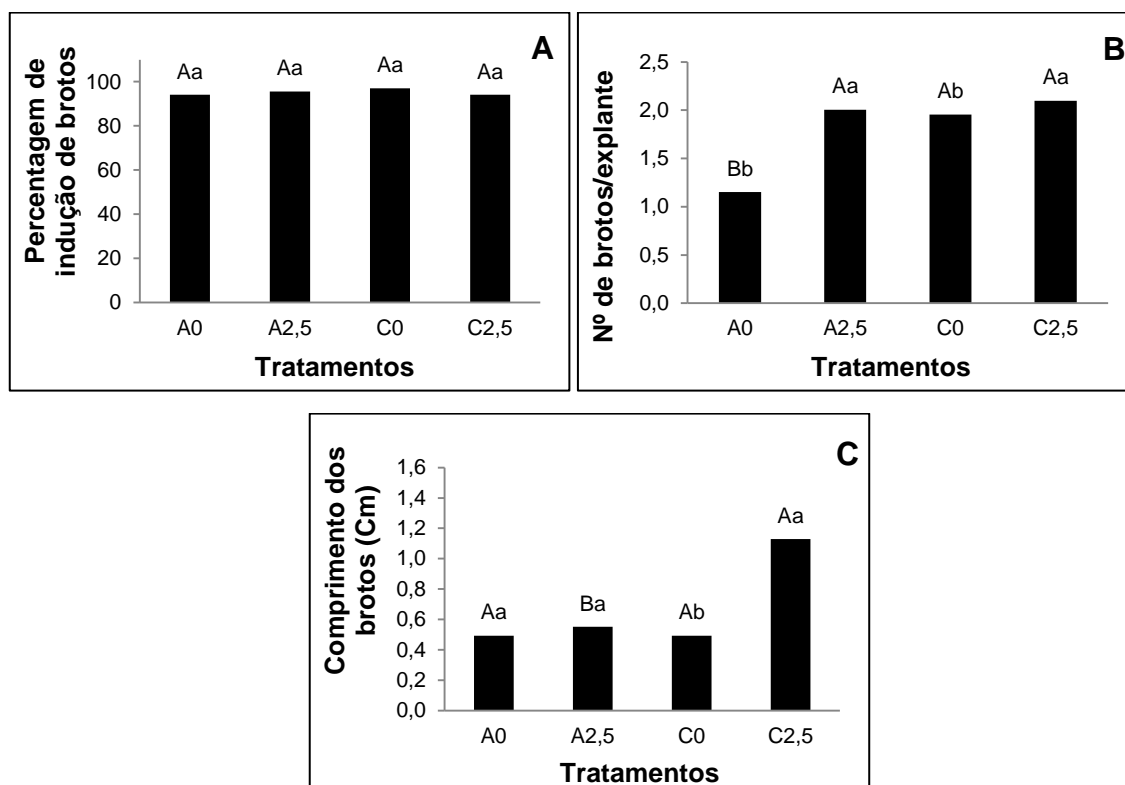 A
Percentagem de
indução de brotos
100
80
60
40
20
0
Aa Aa Aa Aa
A0 A2,5 C0 C2,5
Tratamentos
B
Nº de brotos/explante
2,5
2,0
1,5
1,0
0,5
0,0
Bb Aa Ab Aa
A0 A2,5 C0 C2,5
Tratamentos
C
Comprimento dos
brotos (Cm)
1,6
1,4
1,2
1,0
0,8
0,6
0,4
0,2
0,0
Aa Ba Ab Aa
A0 A2,5 C0 C2,5
Tratamentos